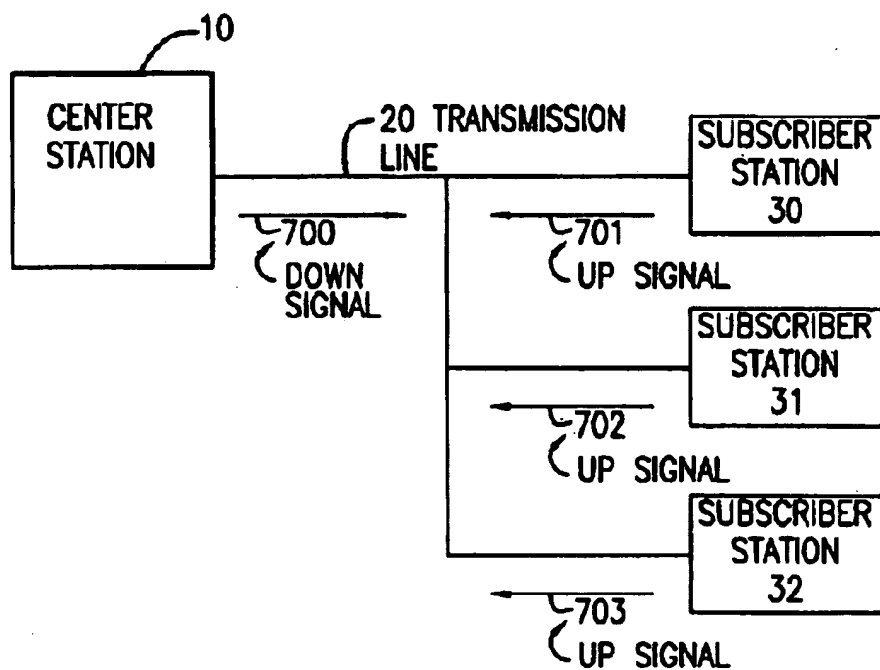 10
CENTER
STATION
20 TRANSMISSION
LINE
SUBSCRIBER
STATION
30
700
DOWN
SIGNAL
701
UP SIGNAL
SUBSCRIBER
STATION
31
702
UP SIGNAL
SUBSCRIBER
STATION
32
703
UP SIGNAL